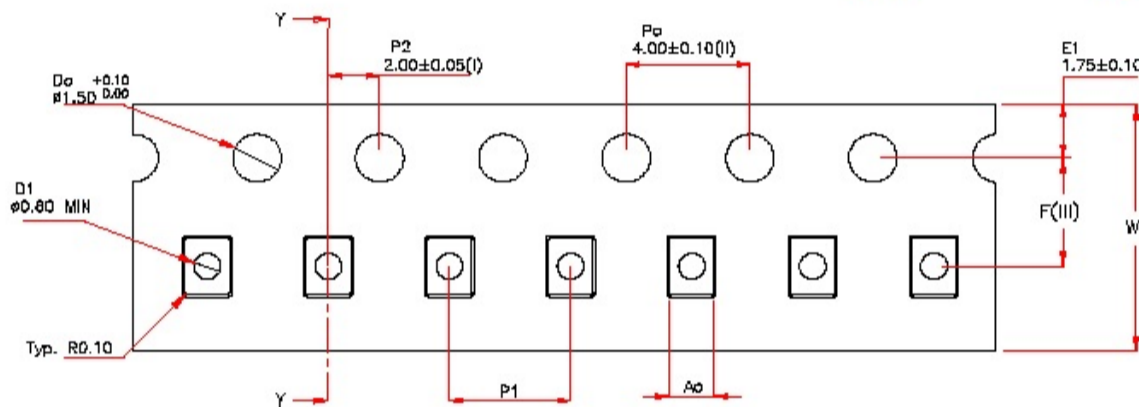 Y
P2
2.00±0.05(I)
Po
4.00±0.10(II)
E1
1.75±0.10
Do +0.10
ø1.50 0.00
D1
ø0.80 MIN
F(III)
W
Typ. R0.10
P1
Ao
Y